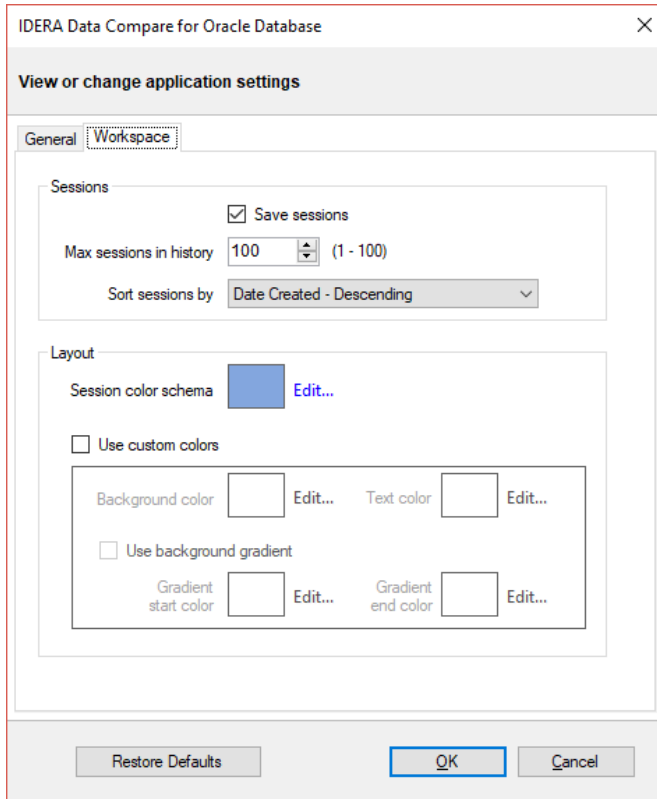 IDERA Data Compare for Oracle Database
View or change application settings
General Workspace
Sessions
Save sessions
Max sessions in history 100 (1 - 100)
Sort sessions by Date Created - Descending
Layout
Session color schema Edit...
Use custom colors
Background color Edit... Text color Edit...
Use background gradient
Gradient start color Edit... Gradient end color Edit...
Restore Defaults OK Cancel